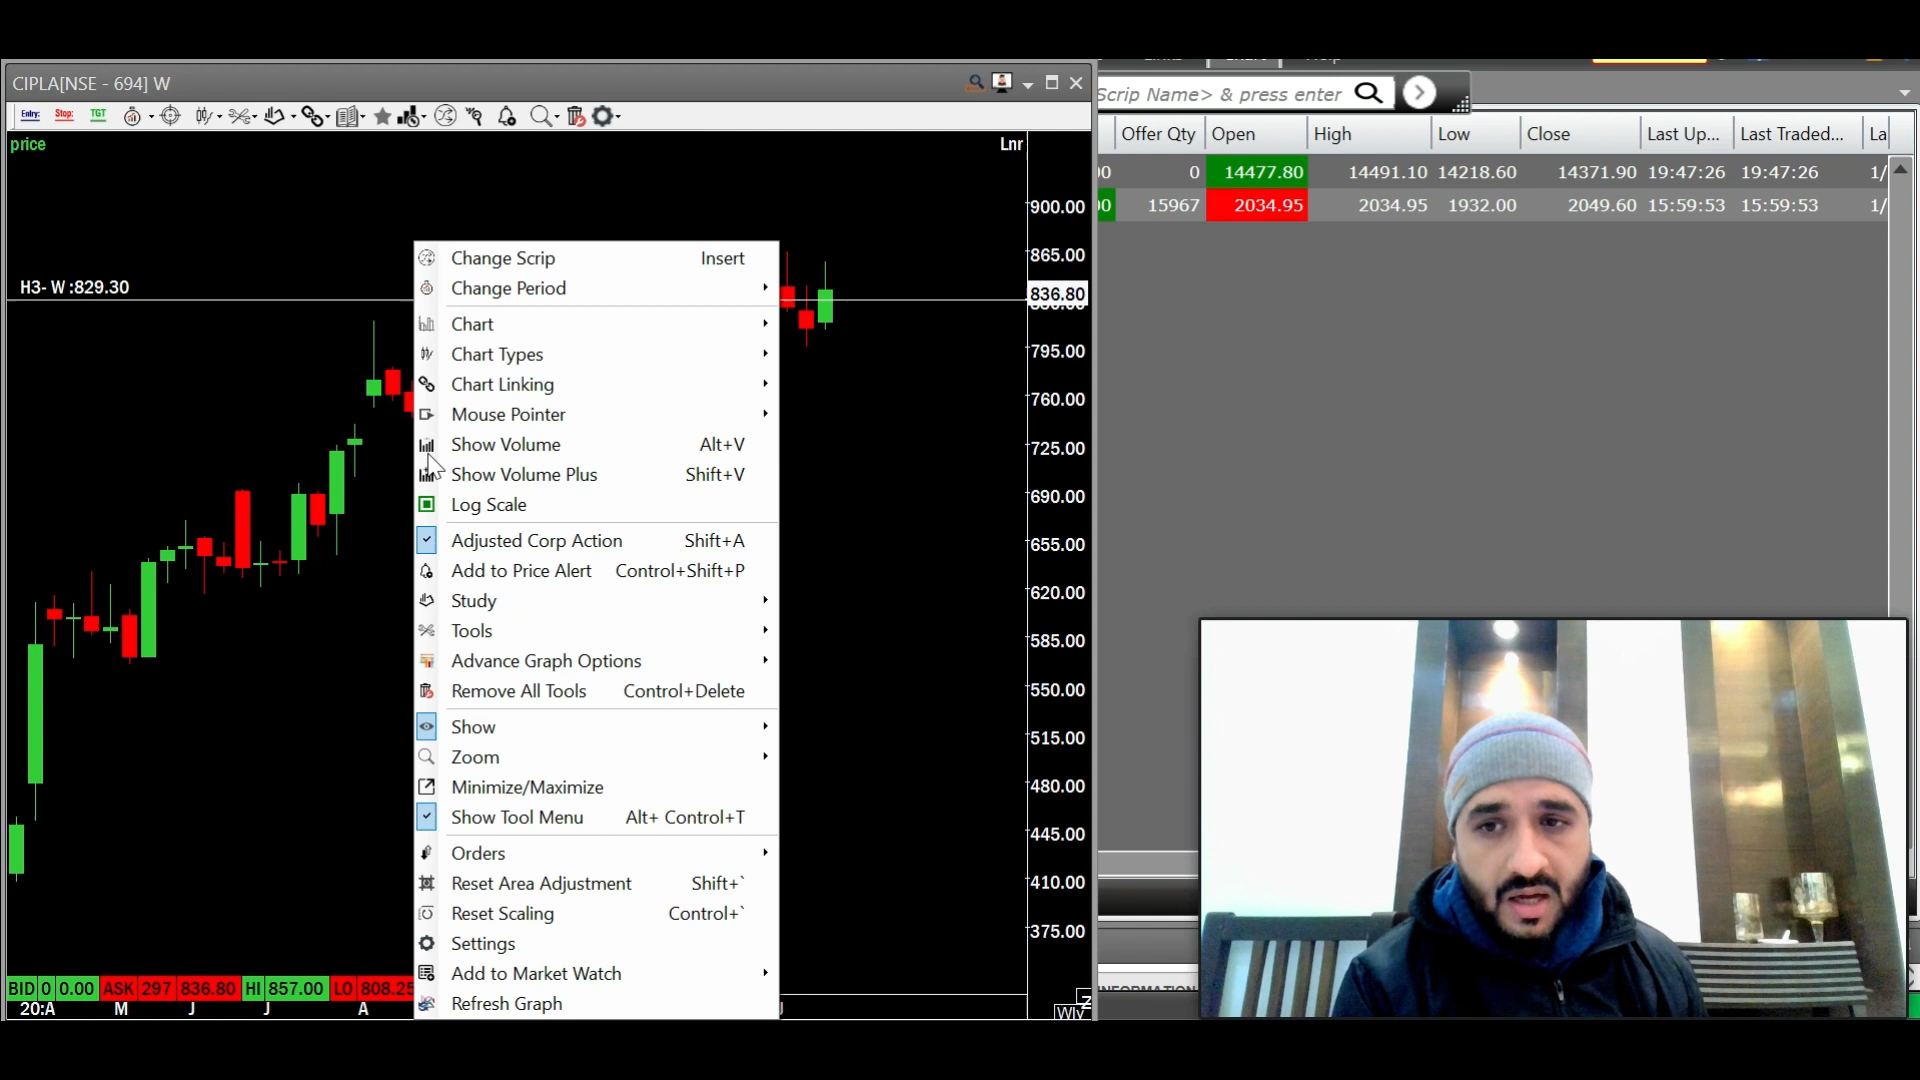 CIPLA[NSE - 694] W
Entry: Stop: TGT
price
Lnr
H3- W :829.30
900.00
865.00
836.80
795.00
760.00
725.00
690.00
655.00
620.00
585.00
550.00
515.00
480.00
445.00
410.00
375.00
Change Scrip Insert
Change Period
Chart
Chart Types
Chart Linking
Mouse Pointer
Show Volume Alt+V
Show Volume Plus Shift+V
Log Scale
Adjusted Corp Action Shift+A
Add to Price Alert Control+Shift+P
Study
Tools
Advance Graph Options
Remove All Tools Control+Delete
Show
Zoom
Minimize/Maximize
Show Tool Menu Alt+ Control+T
Orders
Reset Area Adjustment Shift+`
Reset Scaling Control+`
Settings
Add to Market Watch
Refresh Graph
BID 0 0.00 ASK 297 836.80 HI 857.00 LO 808.25
20:A M J J A
Wly
Scrip Name> & press enter
Offer Qty Open High Low Close Last Up... Last Traded... La
0 14477.80 14491.10 14218.60 14371.90 19:47:26 19:47:26 1/
15967 2034.95 2034.95 1932.00 2049.60 15:59:53 15:59:53 1/